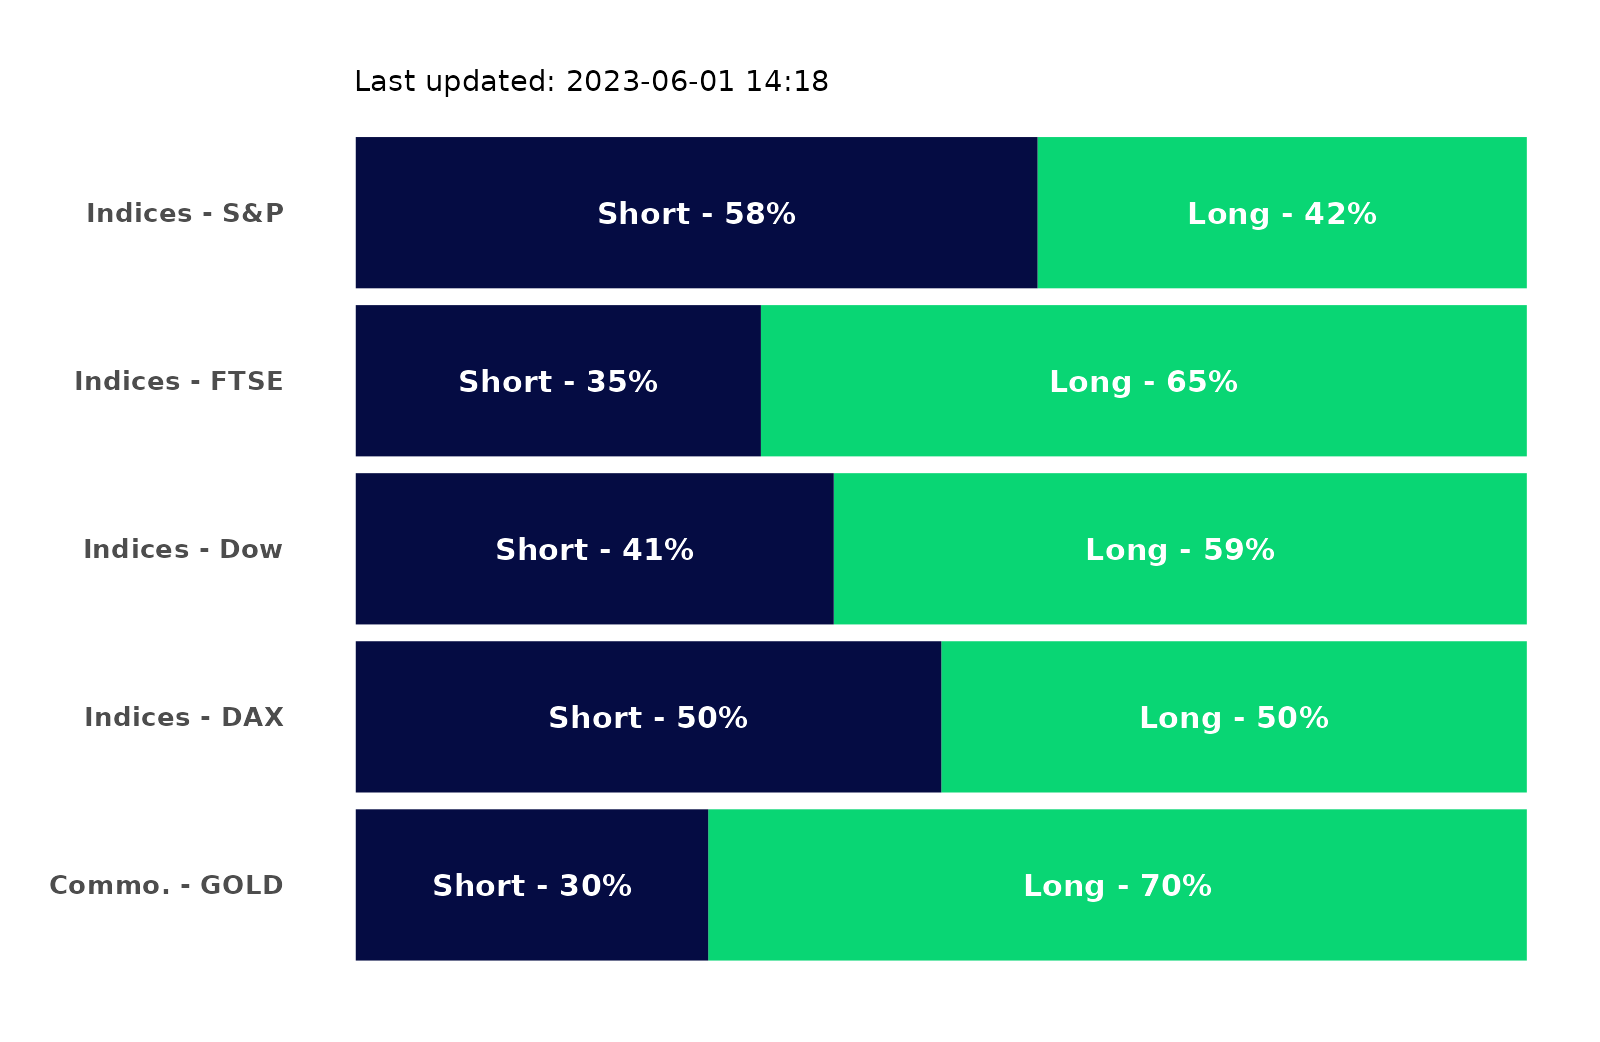 Last updated: 2023-06-01 14:18
Indices - S&P Short - 58% Long - 42%
Indices - FTSE Short - 35% Long - 65%
Indices - Dow Short - 41% Long - 59%
Indices - DAX Short - 50% Long - 50%
Commo. - GOLD Short - 30% Long - 70%